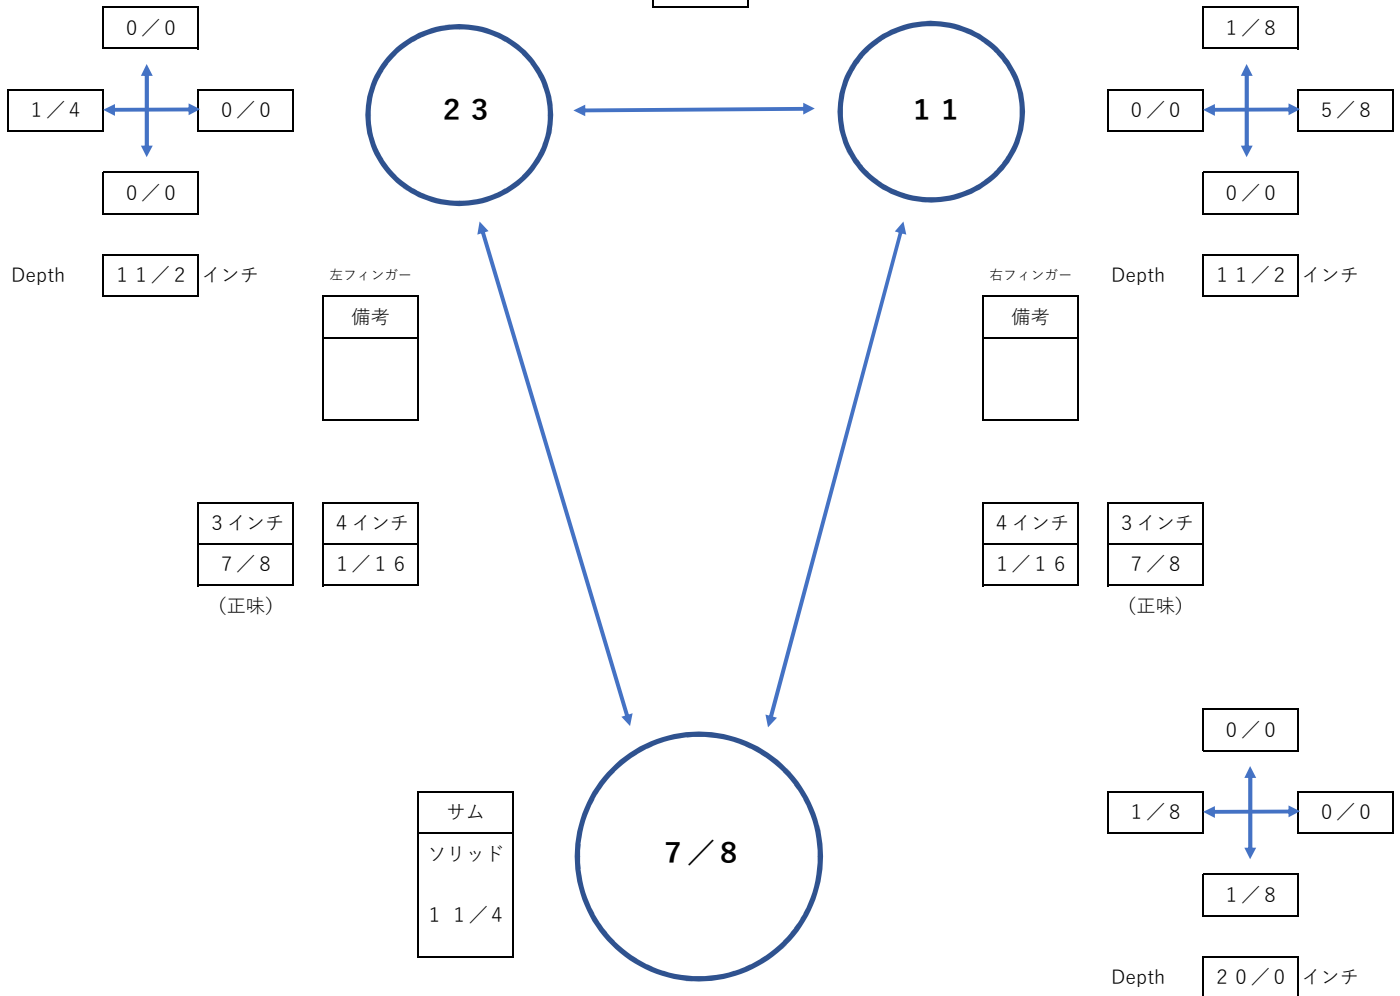 ０／０
１／８
２３
１１
１／４
０／０
０／０
５／８
０／０
０／０
Depth
１１／２
インチ
左フィンガー
右フィンガー
Depth
１１／２
インチ
備考
備考
３インチ
４インチ
４インチ
３インチ
７／８
１／１６
１／１６
７／８
（正味）
（正味）
０／０
サム
１／８
０／０
ソリッド
７／８
１／８
１ １／４
Depth
２０／０
インチ